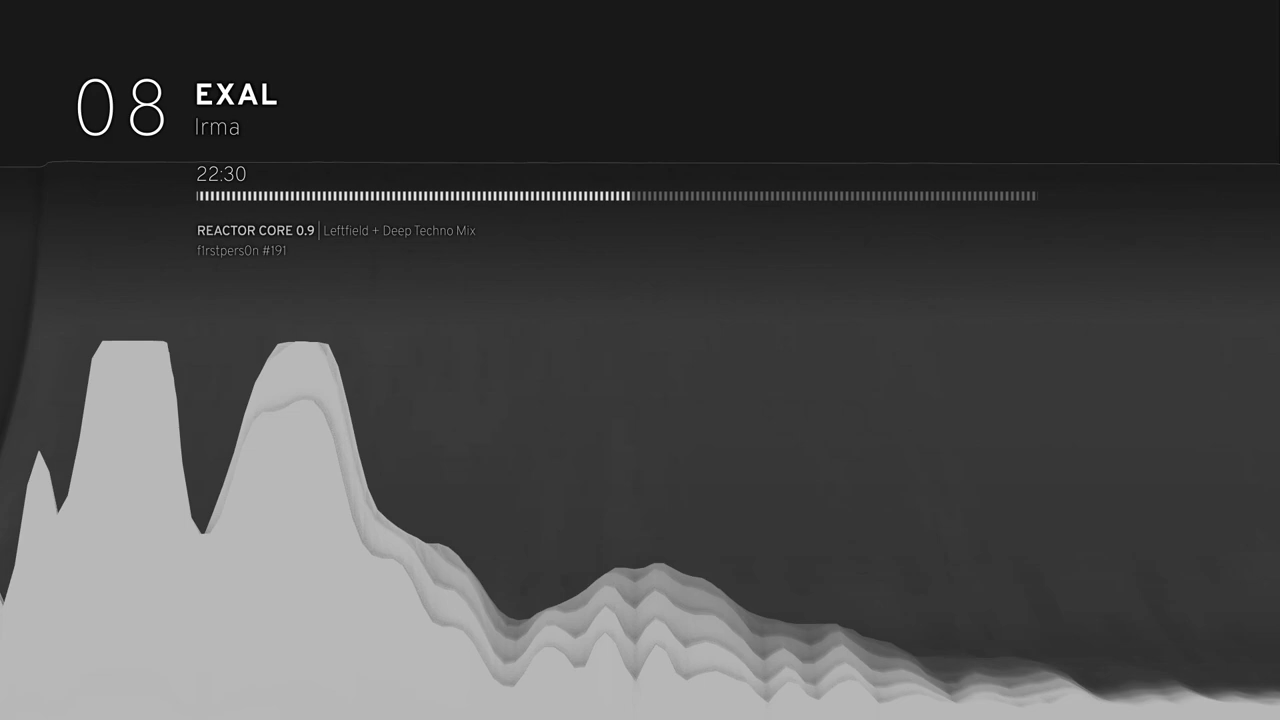 08
EXAL
Irma
22:30
REACTOR CORE 0.9 | Leftfield + Deep Techno Mix
f1rstpers0n #191